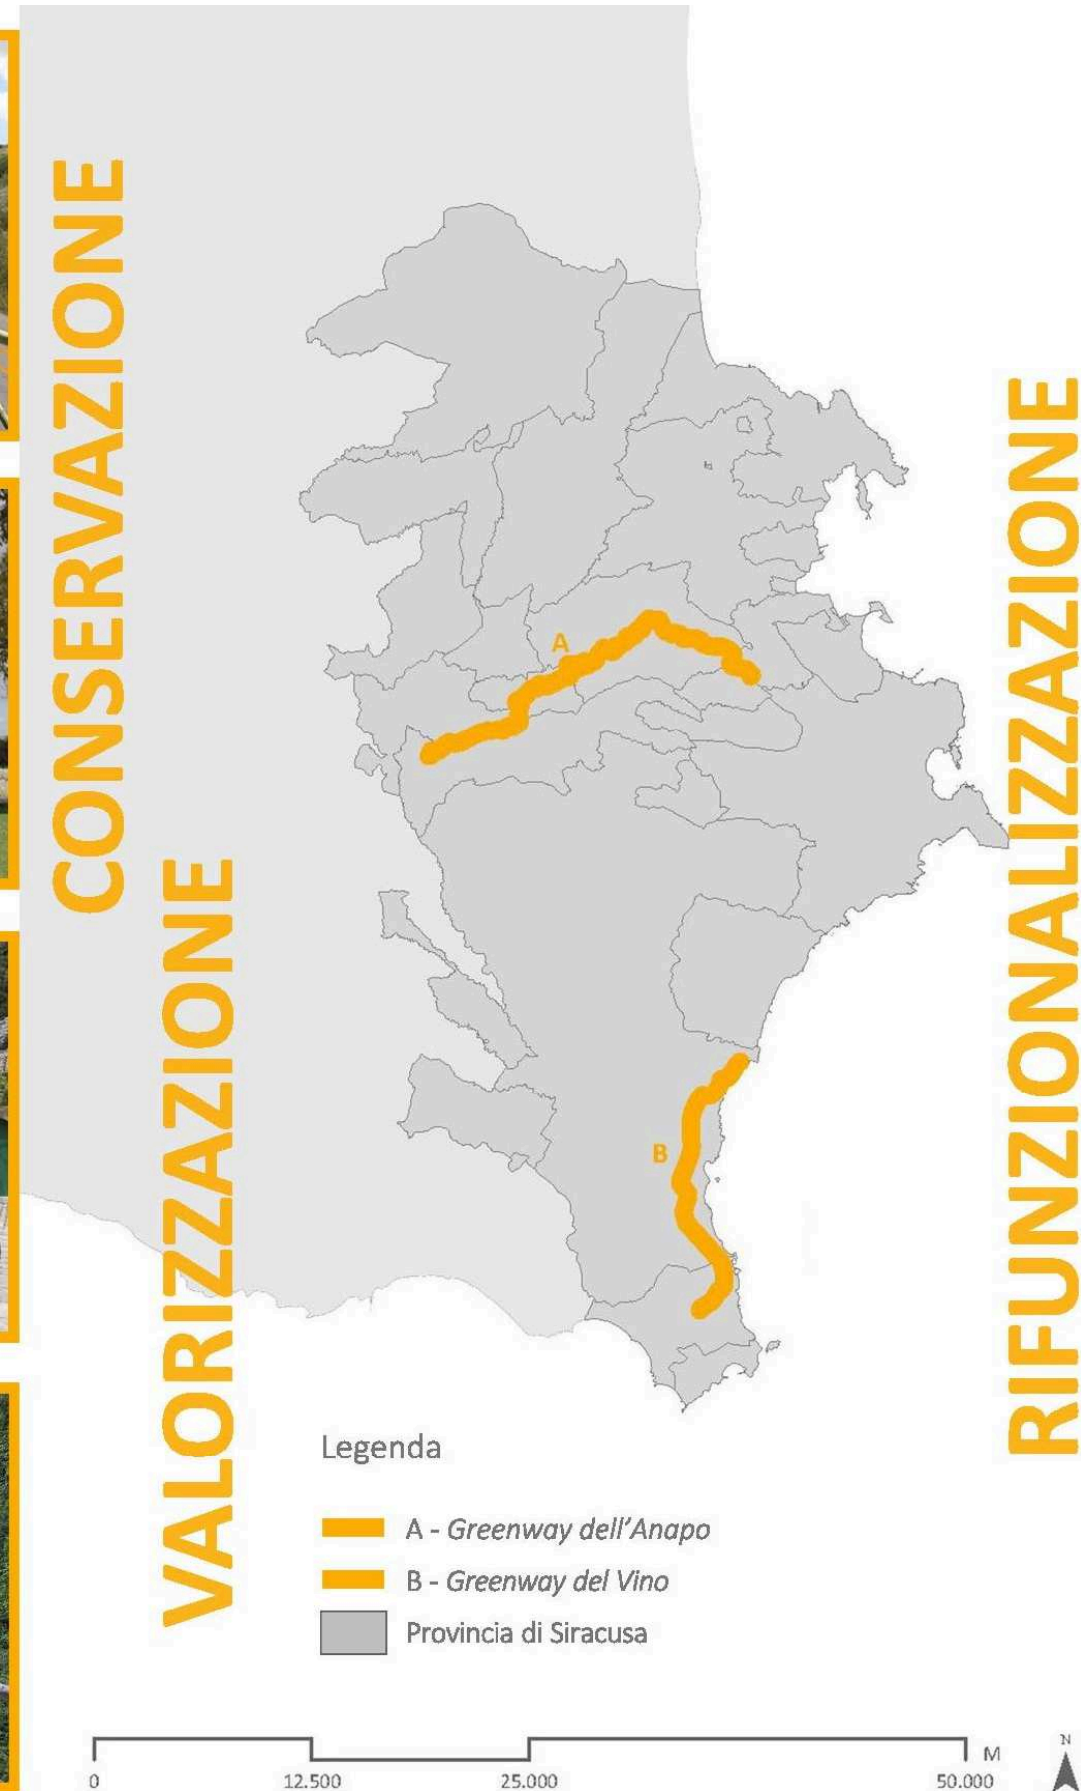 CONSERVAZIONE
VALORIZZAZIONE
RIFUNZIONALIZZAZIONE
A
B
Legenda
A - Greenway dell'Anapo
B - Greenway del Vino
Provincia di Siracusa
N
M
0 12.500 25.000 50.000